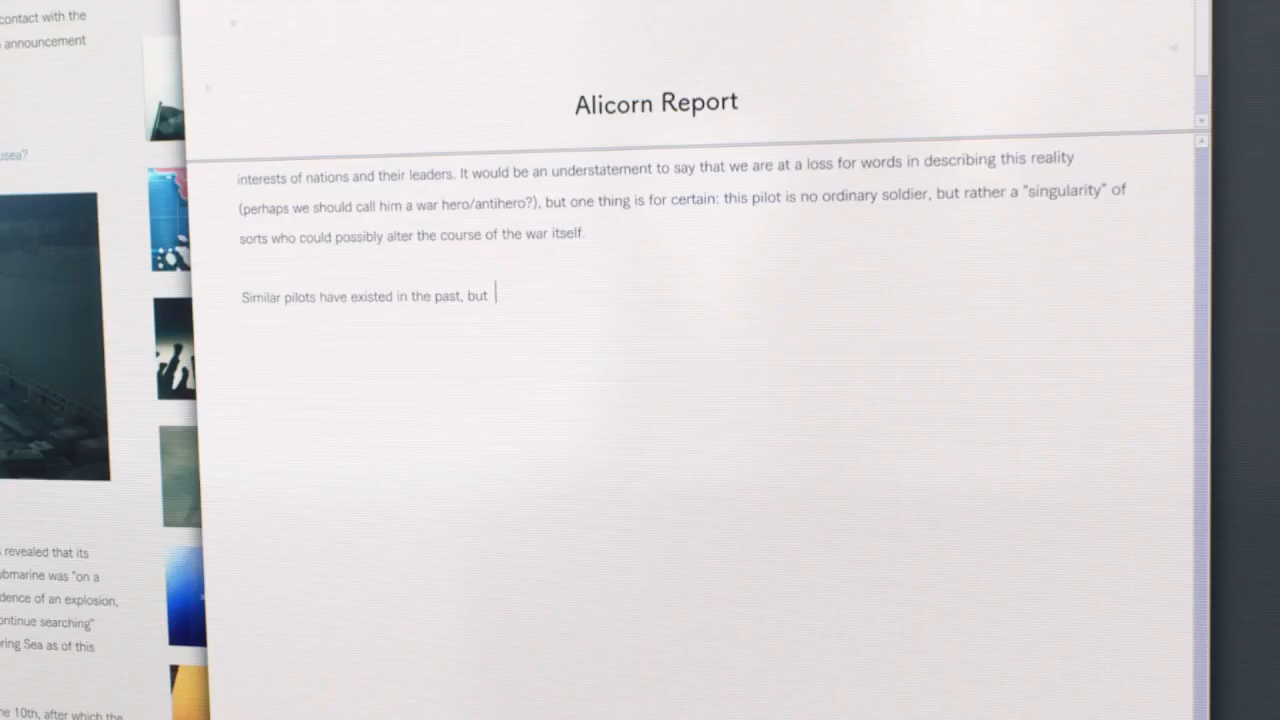 contact with the
announcement
usea?
revealed that its
ubmarine was "on a
dence of an explosion,
ontinue searching"
ring Sea as of this
ne 10th, after which the
Alicorn Report
interests of nations and their leaders. It would be an understatement to say that we are at a loss for words in describing this reality
(perhaps we should call him a war hero/antihero?), but one thing is for certain: this pilot is no ordinary soldier, but rather a "singularity" of
sorts who could possibly alter the course of the war itself.
Similar pilots have existed in the past, but